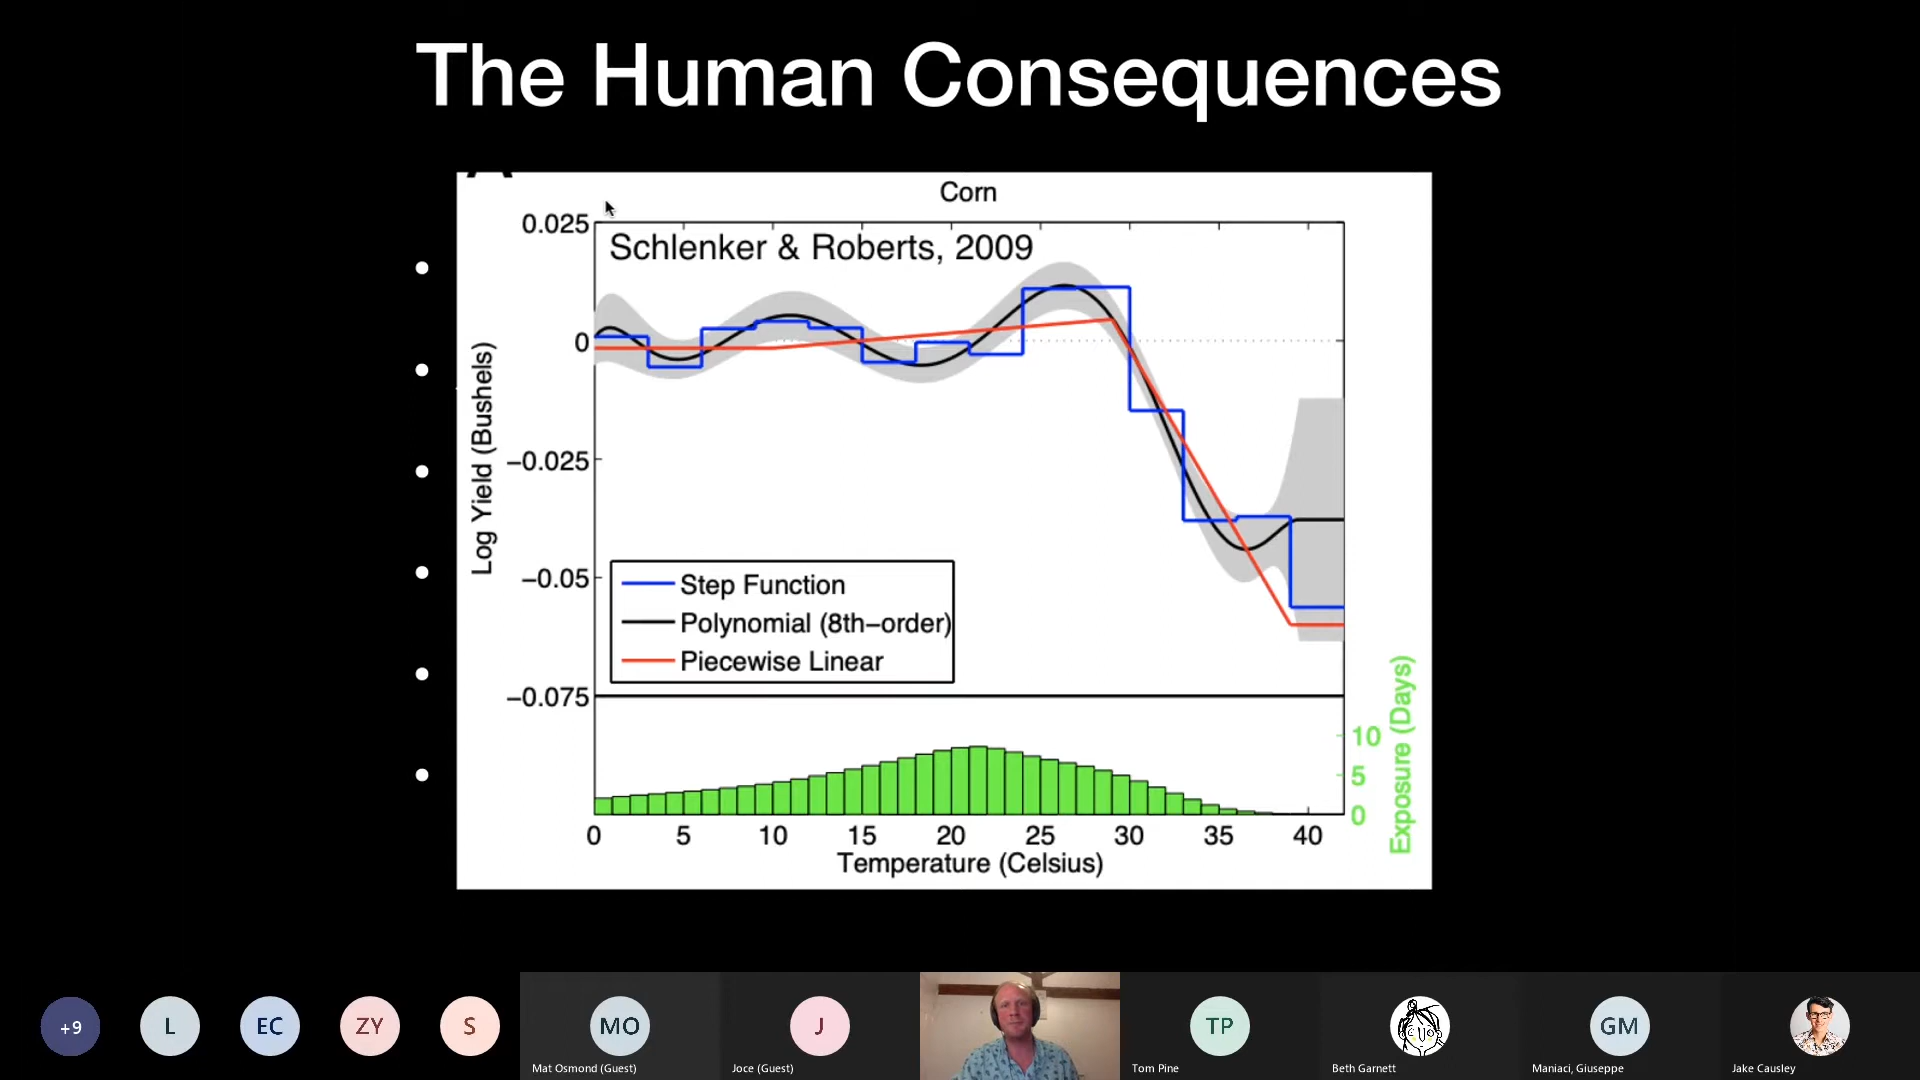 The Human Consequences
Corn
Schlenker & Roberts, 2009
0.025
0
−0.025
−0.05
−0.075
Log Yield (Bushels)
Step Function
Polynomial (8th−order)
Piecewise Linear
10
5
0
Exposure (Days)
0 5 10 15 20 25 30 35 40
Temperature (Celsius)
+9 L EC ZY S MO J TP GM
Mat Osmond (Guest) Joce (Guest) Tom Pine Beth Garnett Maniaci, Giuseppe Jake Causley